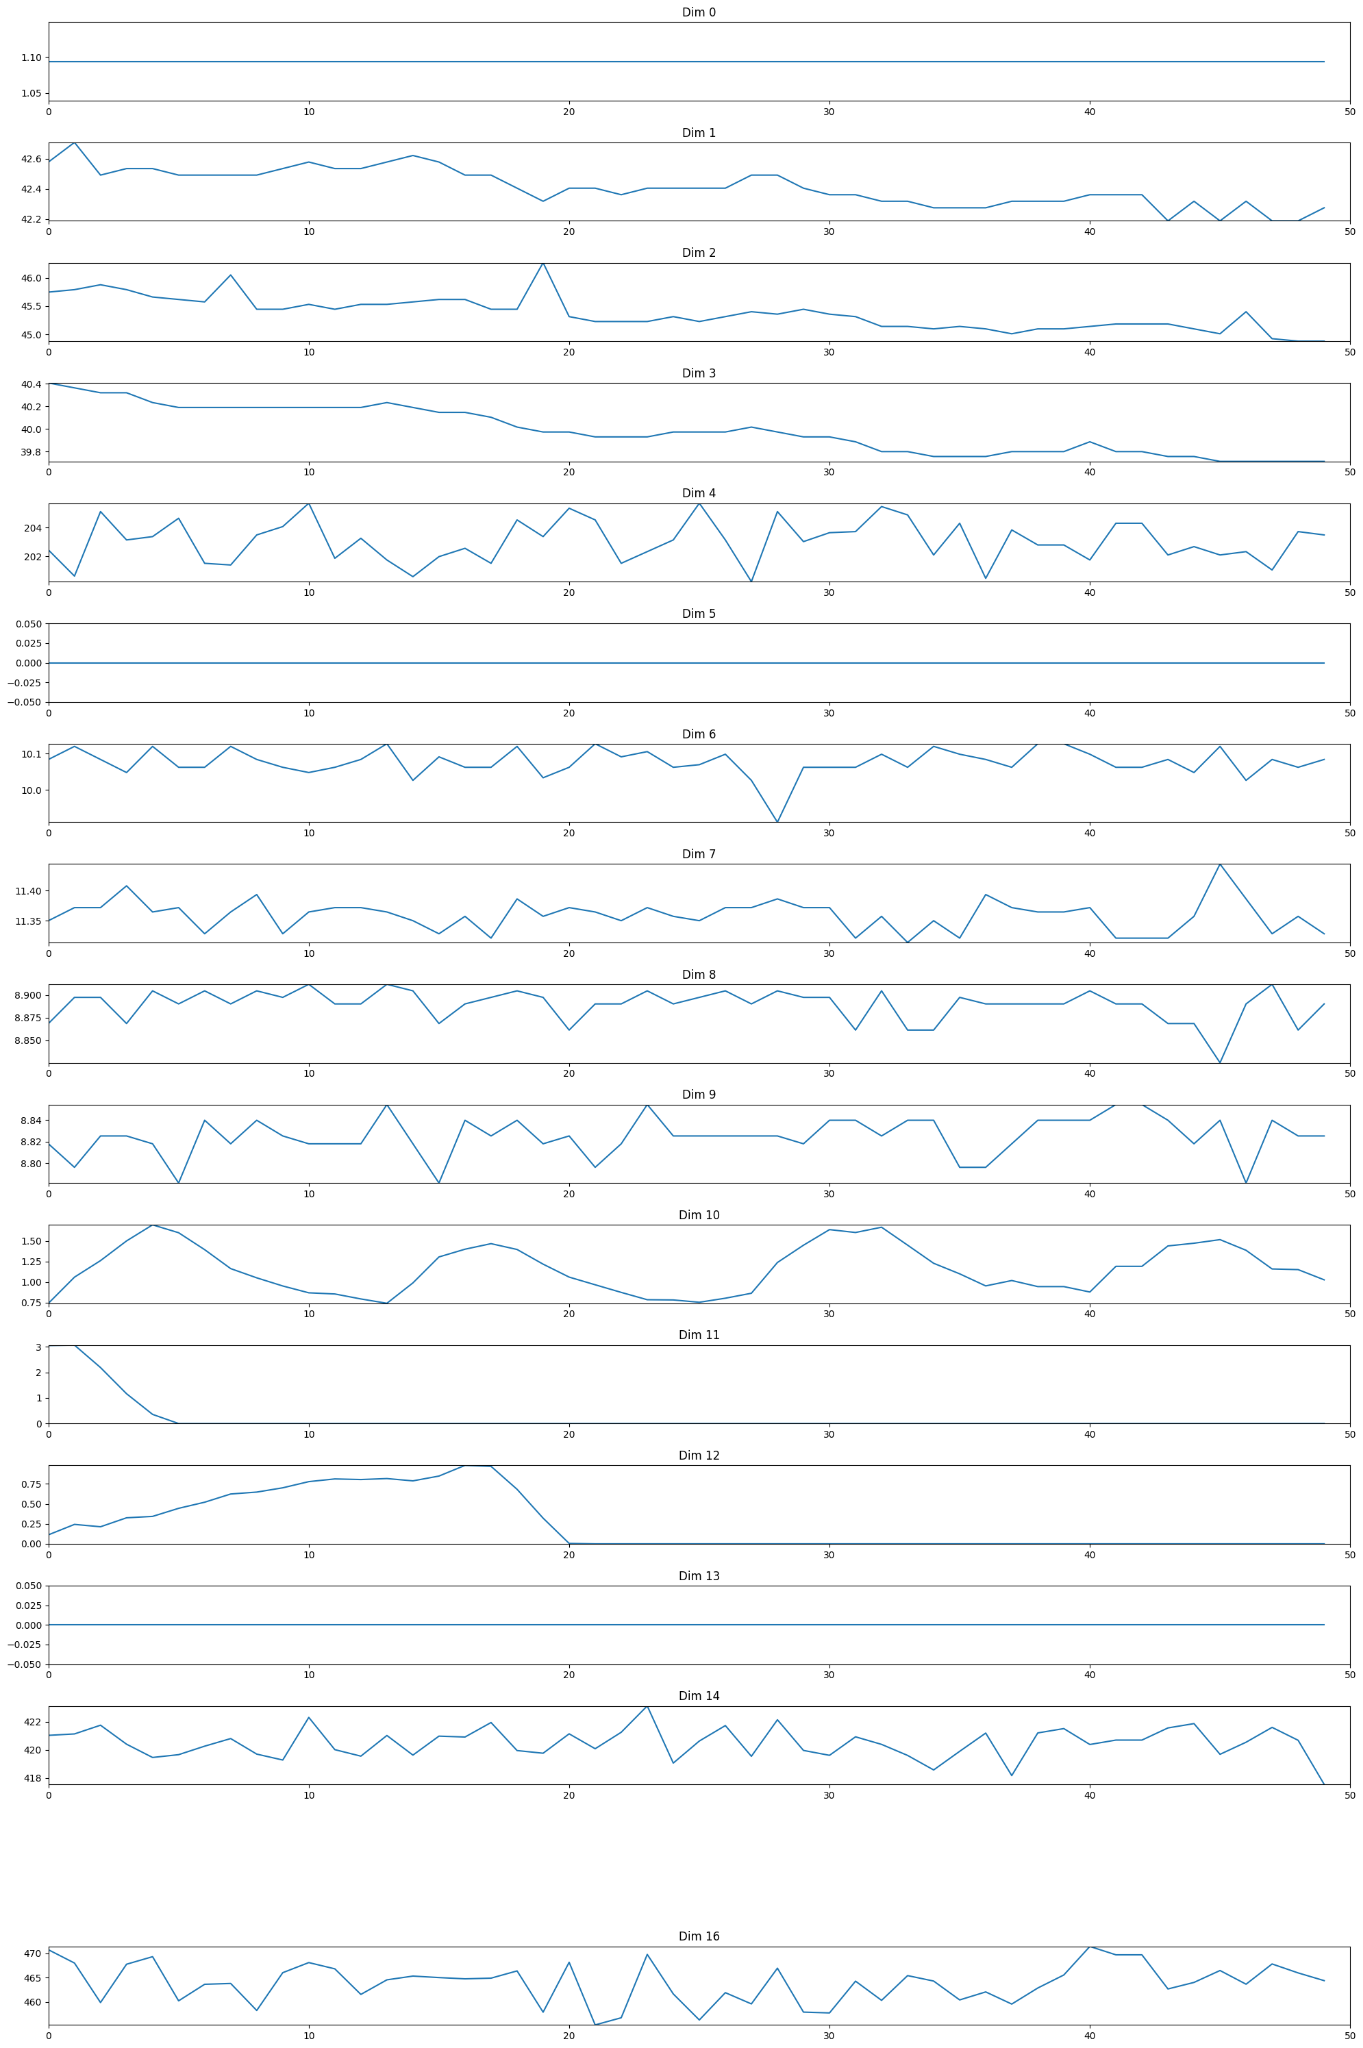 Dim 0
1.10
1.05
0 10 20 30 40 50
Dim 1
42.6
42.4
42.2
0 10 20 30 40 50
Dim 2
46.0
45.5
45.0
0 10 20 30 40 50
Dim 3
40.4
40.2
40.0
39.8
0 10 20 30 40 50
Dim 4
204
202
0 10 20 30 40 50
Dim 5
0.050
0.025
0.000
−0.025
−0.050
0 10 20 30 40 50
Dim 6
10.1
10.0
0 10 20 30 40 50
Dim 7
11.40
11.35
0 10 20 30 40 50
Dim 8
8.900
8.875
8.850
0 10 20 30 40 50
Dim 9
8.84
8.82
8.80
0 10 20 30 40 50
Dim 10
1.50
1.25
1.00
0.75
0 10 20 30 40 50
Dim 11
3
2
1
0
0 10 20 30 40 50
Dim 12
0.75
0.50
0.25
0.00
0 10 20 30 40 50
Dim 13
0.050
0.025
0.000
−0.025
−0.050
0 10 20 30 40 50
Dim 14
422
420
418
0 10 20 30 40 50
Dim 16
470
465
460
0 10 20 30 40 50